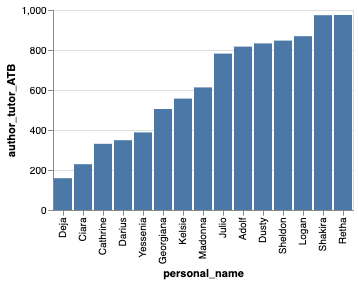 1,000
800
600
400
200
0
author_tutor_ATB
Deja
Ciara
Cathrine
Darius
Yessenia
Georgiana
Kelsie
Madonna
Julio
Adolf
Dusty
Sheldon
Logan
Shakira
Retha
personal_name